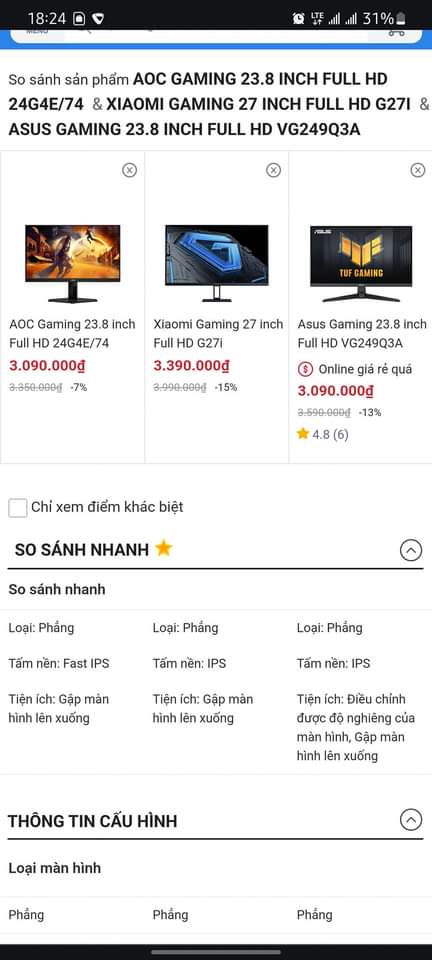 18:24
LTE
31%
MENU
So sánh sản phẩm AOC GAMING 23.8 INCH FULL HD
24G4E/74 & XIAOMI GAMING 27 INCH FULL HD G27I &
ASUS GAMING 23.8 INCH FULL HD VG249Q3A
ASUS
TUF GAMING
AOC Gaming 23.8 inch
Full HD 24G4E/74
3.090.000₫
3.350.000₫ -7%
Xiaomi Gaming 27 inch
Full HD G27i
3.390.000₫
3.990.000₫ -15%
Asus Gaming 23.8 inch
Full HD VG249Q3A
Online giá rẻ quá
3.090.000₫
3.590.000₫ -13%
4.8 (6)
Chỉ xem điểm khác biệt
SO SÁNH NHANH
So sánh nhanh
Loại: Phẳng
Loại: Phẳng
Loại: Phẳng
Tấm nền: Fast IPS
Tấm nền: IPS
Tấm nền: IPS
Tiện ích: Gập màn
hình lên xuống
Tiện ích: Gập màn
hình lên xuống
Tiện ích: Điều chỉnh
được độ nghiêng của
màn hình, Gập màn
hình lên xuống
THÔNG TIN CẤU HÌNH
Loại màn hình
Phẳng
Phẳng
Phẳng